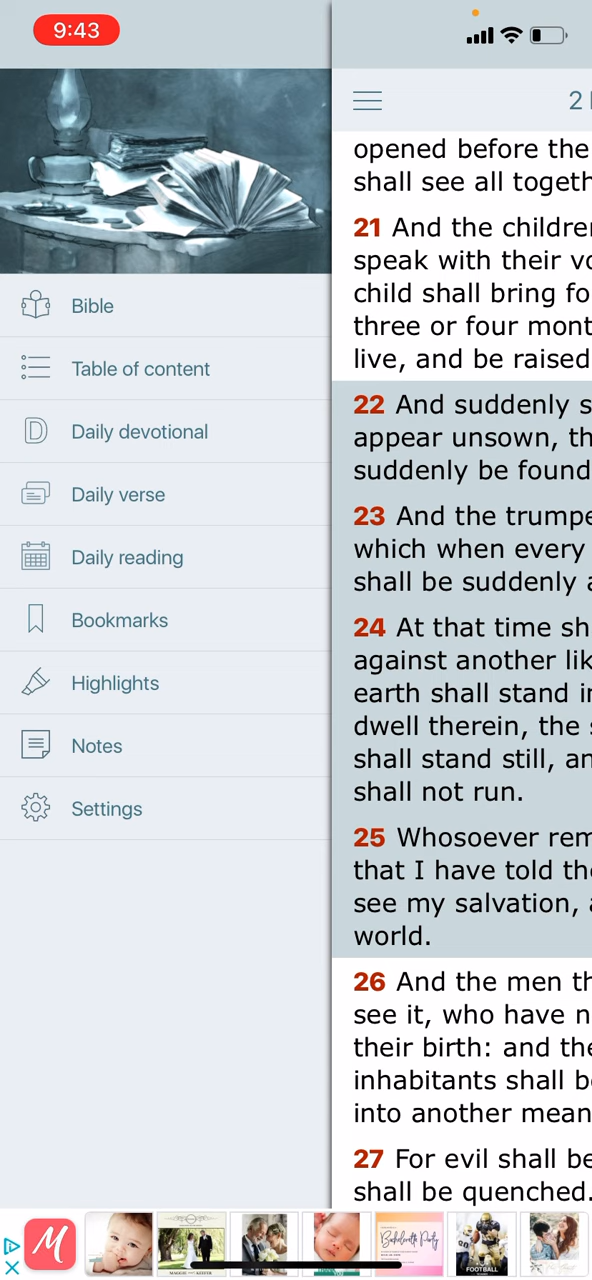 9:43
2
opened before the
shall see all togeth
21 And the childre
speak with their vo
child shall bring fo
three or four mont
live, and be raised
22 And suddenly s
appear unsown, th
suddenly be found
23 And the trumpe
which when every
shall be suddenly a
24 At that time sh
against another lik
earth shall stand in
dwell therein, the s
shall stand still, an
shall not run.
25 Whosoever rem
that I have told the
see my salvation, a
world.
26 And the men th
see it, who have n
their birth: and the
inhabitants shall be
into another mean
27 For evil shall be
shall be quenched.
Bible
Table of content
Daily devotional
Daily verse
Daily reading
Bookmarks
Highlights
Notes
Settings
M
Bachelorette Party
FOOTBALL